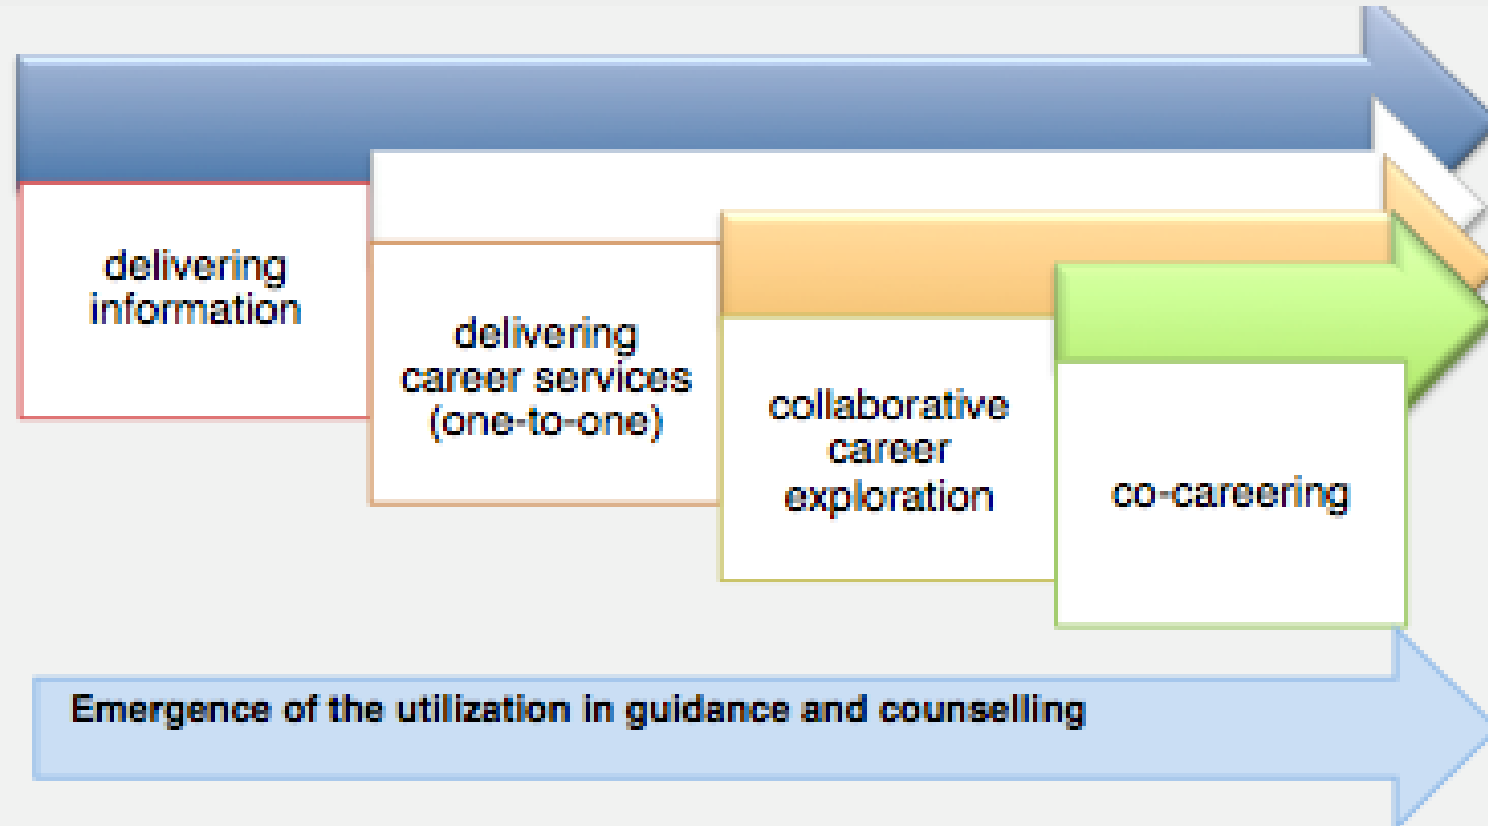 delivering
information
delivering
career services
(one-to-one)
collaborative
career
exploration
co-careering
Emergence of the utilization in guidance and counselling